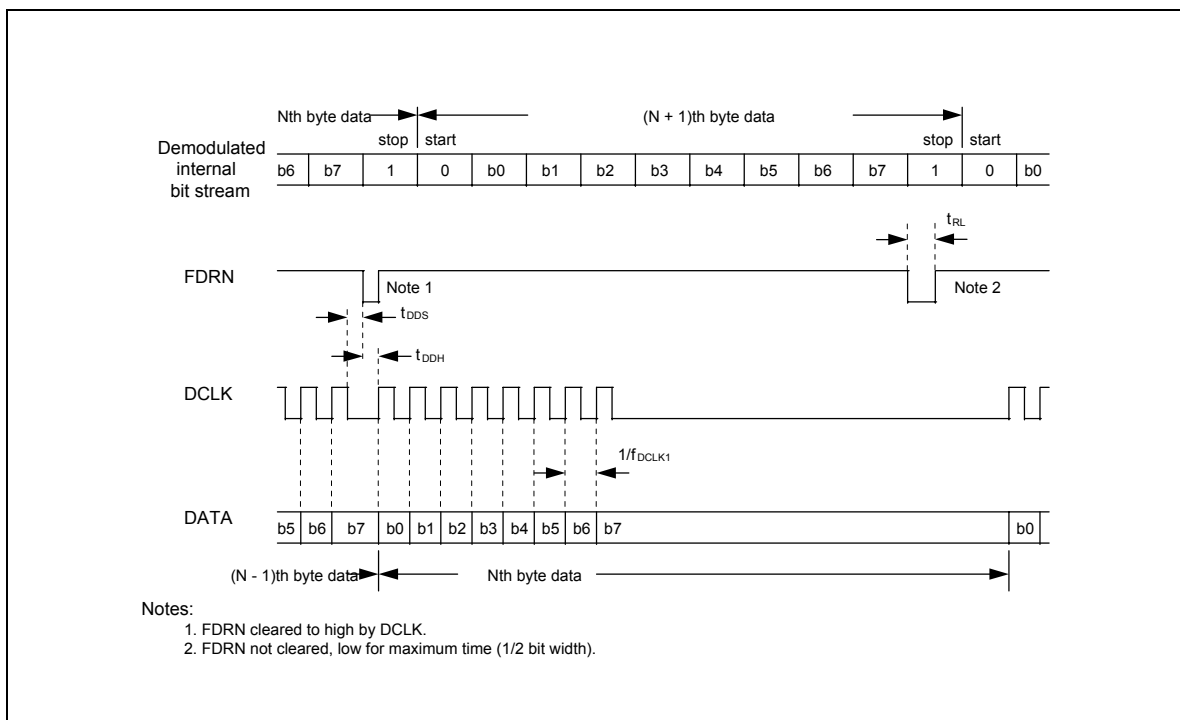 Nth byte data (N + 1)th byte data
stop start stop start
Demodulated
internal
bit stream
b6 b7 1 0 b0 b1 b2 b3 b4 b5 b6 b7 1 0 b0
tRL
FDRN
Note 1 Note 2
tDDS
tDDH
DCLK
1/fDCLK1
DATA
b5 b6 b7 b0 b1 b2 b3 b4 b5 b6 b7 b0
(N - 1)th byte data Nth byte data
Notes:
1. FDRN cleared to high by DCLK.
2. FDRN not cleared, low for maximum time (1/2 bit width).